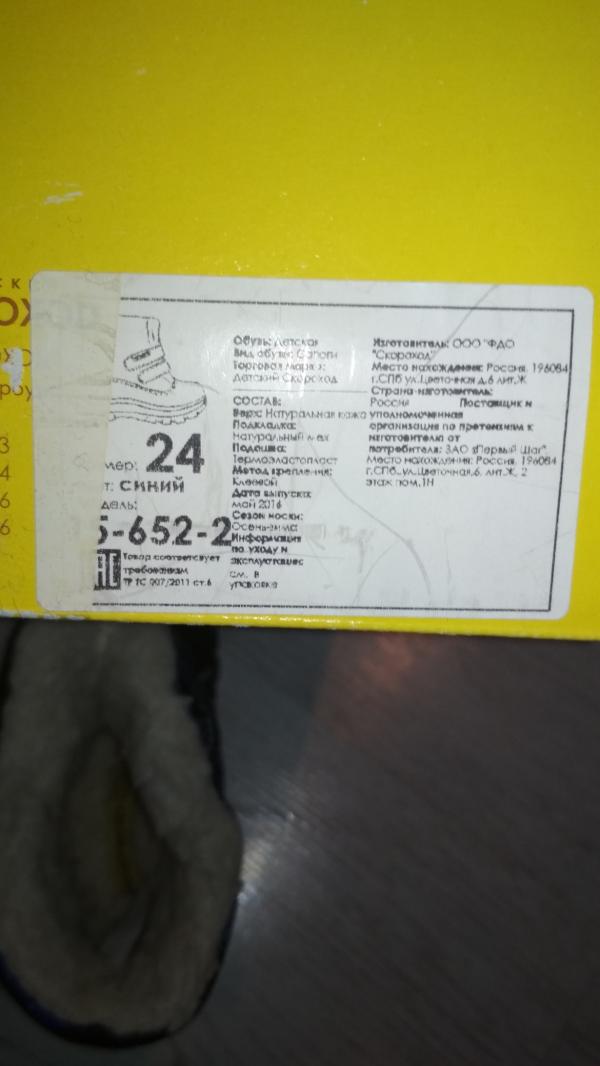 24
СИНИЙ
5-652-2
Товар соответствует
требованиям
ТР ТС 007/2011 ст.6
Обувь: Детская
Вид обуви: Сапоги
Торговая марка:
Детский Скороход
СОСТАВ:
Верх: Натуральная кожа
Подкладка:
Натуральный мех
Подошва:
Термоэластопласт
Метод крепления:
Клеевой
Дата выпуска:
май 2016
Сезон носки:
Осень-зима
Информация
по уходу и
эксплуатации:
см. в
упаковке
Изготовитель: ООО "ФДО
"Скороход"
Место нахождения: Россия, 196084
г.СПб ул.Цветочная д.6 лит.Ж
Страна-изготовитель:
Россия Поставщик и
уполномоченная
организация по претензиям к
изготовителю от
потребителя: ЗАО "Первый Шаг"
Место нахождения: Россия, 196084
г.СПб, ул.Цветочная,6, лит.Ж, 2
этаж пом.1Н